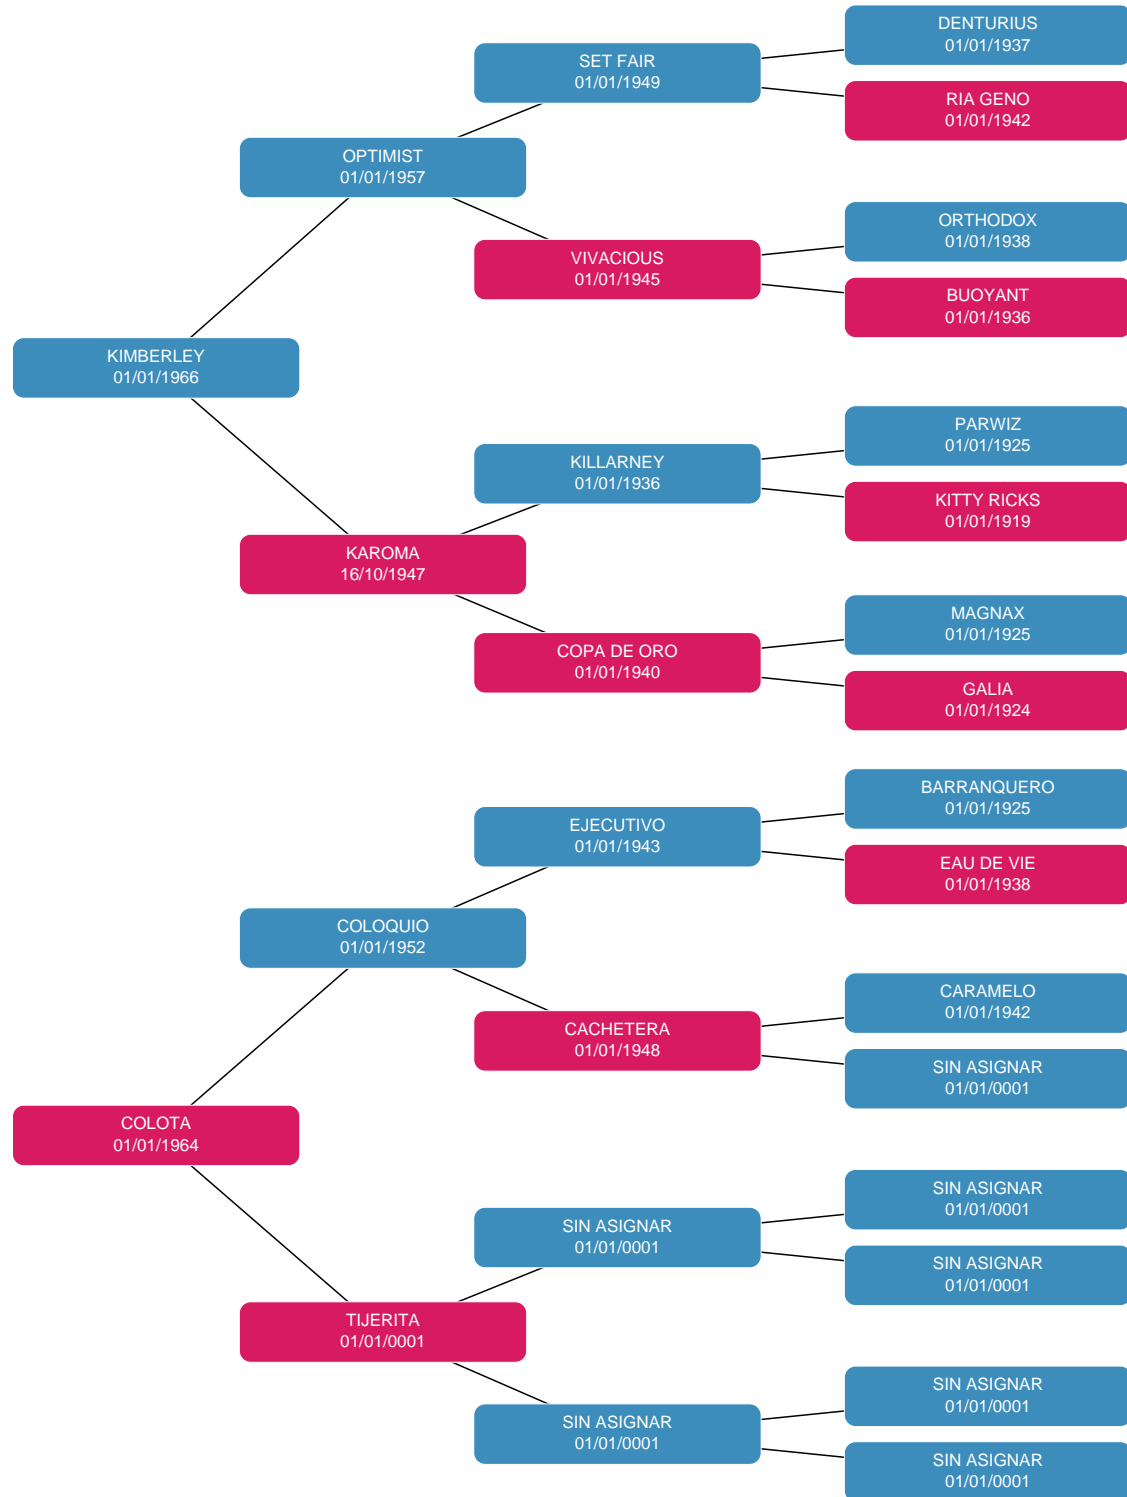 DENTURIUS
01/01/1937
SET FAIR
01/01/1949
RIA GENO
01/01/1942
OPTIMIST
01/01/1957
ORTHODOX
01/01/1938
VIVACIOUS
01/01/1945
BUOYANT
01/01/1936
KIMBERLEY
01/01/1966
PARWIZ
01/01/1925
KILLARNEY
01/01/1936
KITTY RICKS
01/01/1919
KAROMA
16/10/1947
MAGNAX
01/01/1925
COPA DE ORO
01/01/1940
GALIA
01/01/1924
BARRANQUERO
01/01/1925
EJECUTIVO
01/01/1943
EAU DE VIE
01/01/1938
COLOQUIO
01/01/1952
CARAMELO
01/01/1942
CACHETERA
01/01/1948
SIN ASIGNAR
01/01/0001
COLOTA
01/01/1964
SIN ASIGNAR
01/01/0001
SIN ASIGNAR
01/01/0001
SIN ASIGNAR
01/01/0001
TIJERITA
01/01/0001
SIN ASIGNAR
01/01/0001
SIN ASIGNAR
01/01/0001
SIN ASIGNAR
01/01/0001